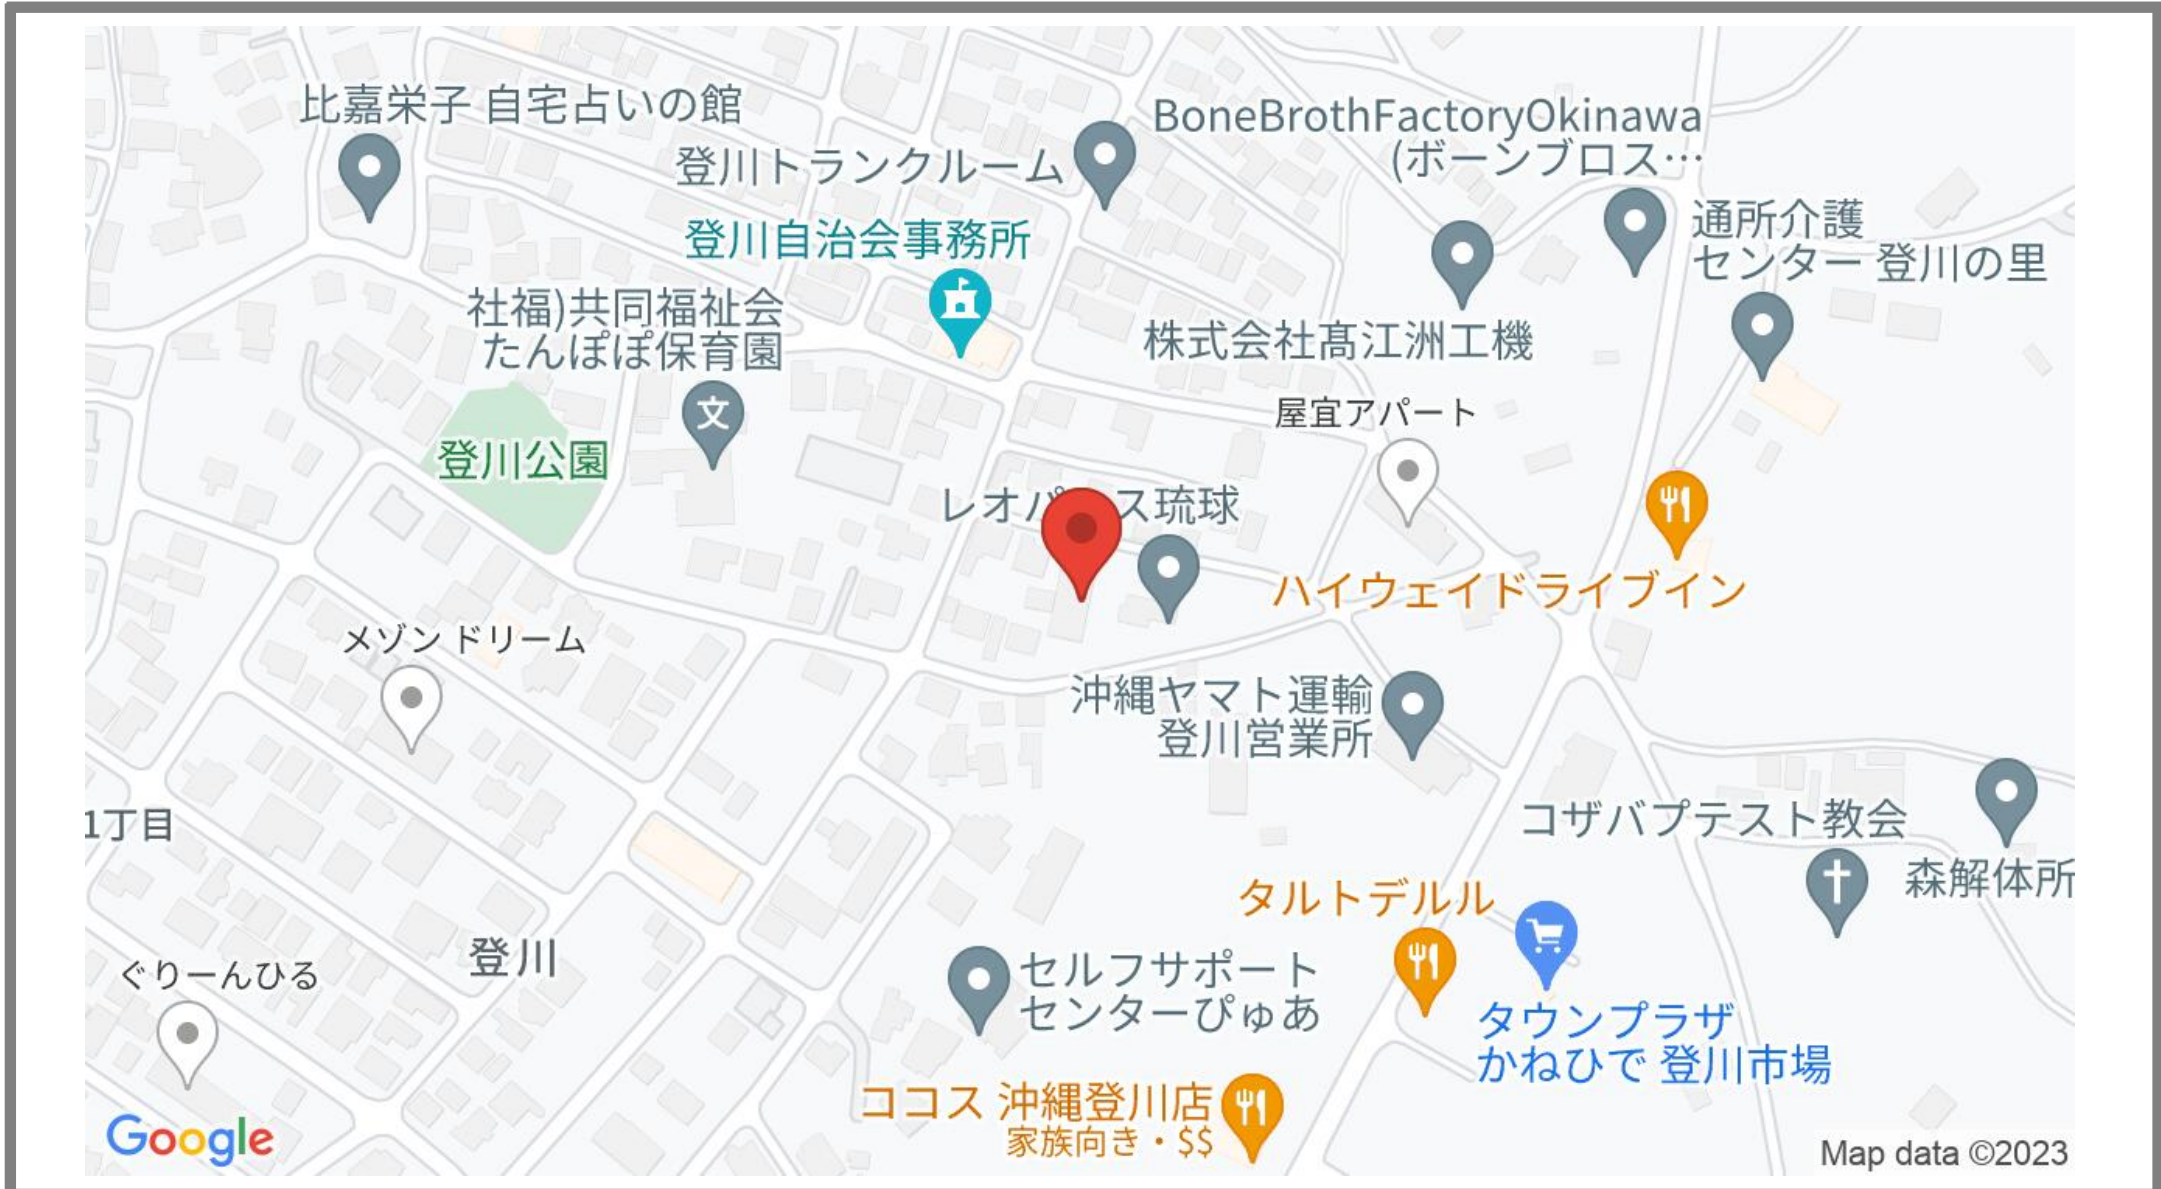 比嘉栄子 自宅占いの館
BoneBrothFactoryOkinawa
(ボーンブロス…
登川トランクルーム
登川自治会事務所
通所介護
センター 登川の里
社福)共同福祉会
たんぽぽ保育園
株式会社髙江洲工機
屋宜アパート
文
登川公園
レオパ
ス琉球
ハイウェイドライブイン
メゾン ドリーム
沖縄ヤマト運輸
登川営業所
1丁目
コザバプテスト教会
森解体所
タルトデルル
登川
ぐりーんひる
セルフサポート
センターぴゅあ
タウンプラザ
かねひで 登川市場
ココス 沖縄登川店
家族向き・$$
Google
Map data ©2023